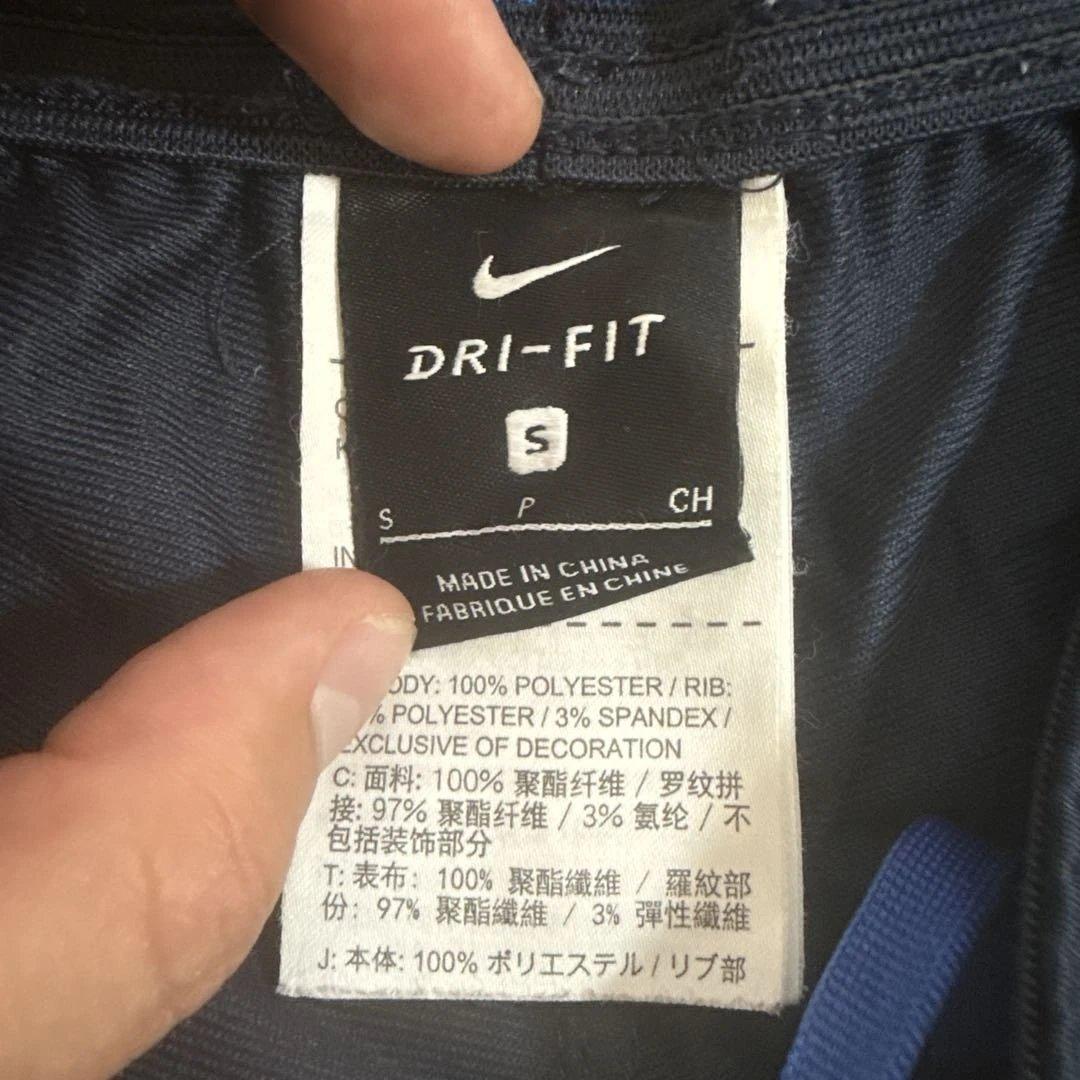 DRI-FIT
S
S P CH
MADE IN CHINA
FABRIQUE EN CHINE
IN
ODY: 100% POLYESTER / RIB:
% POLYESTER / 3% SPANDEX /
EXCLUSIVE OF DECORATION
C: 面料: 100% 聚酯纤维 / 罗纹拼
接: 97% 聚酯纤维 / 3% 氨纶 / 不
包括装饰部分
T: 表布: 100% 聚酯纖維 / 羅紋部
份: 97% 聚酯纖維 / 3% 彈性纖維
J: 本体: 100% ポリエステル / リブ部